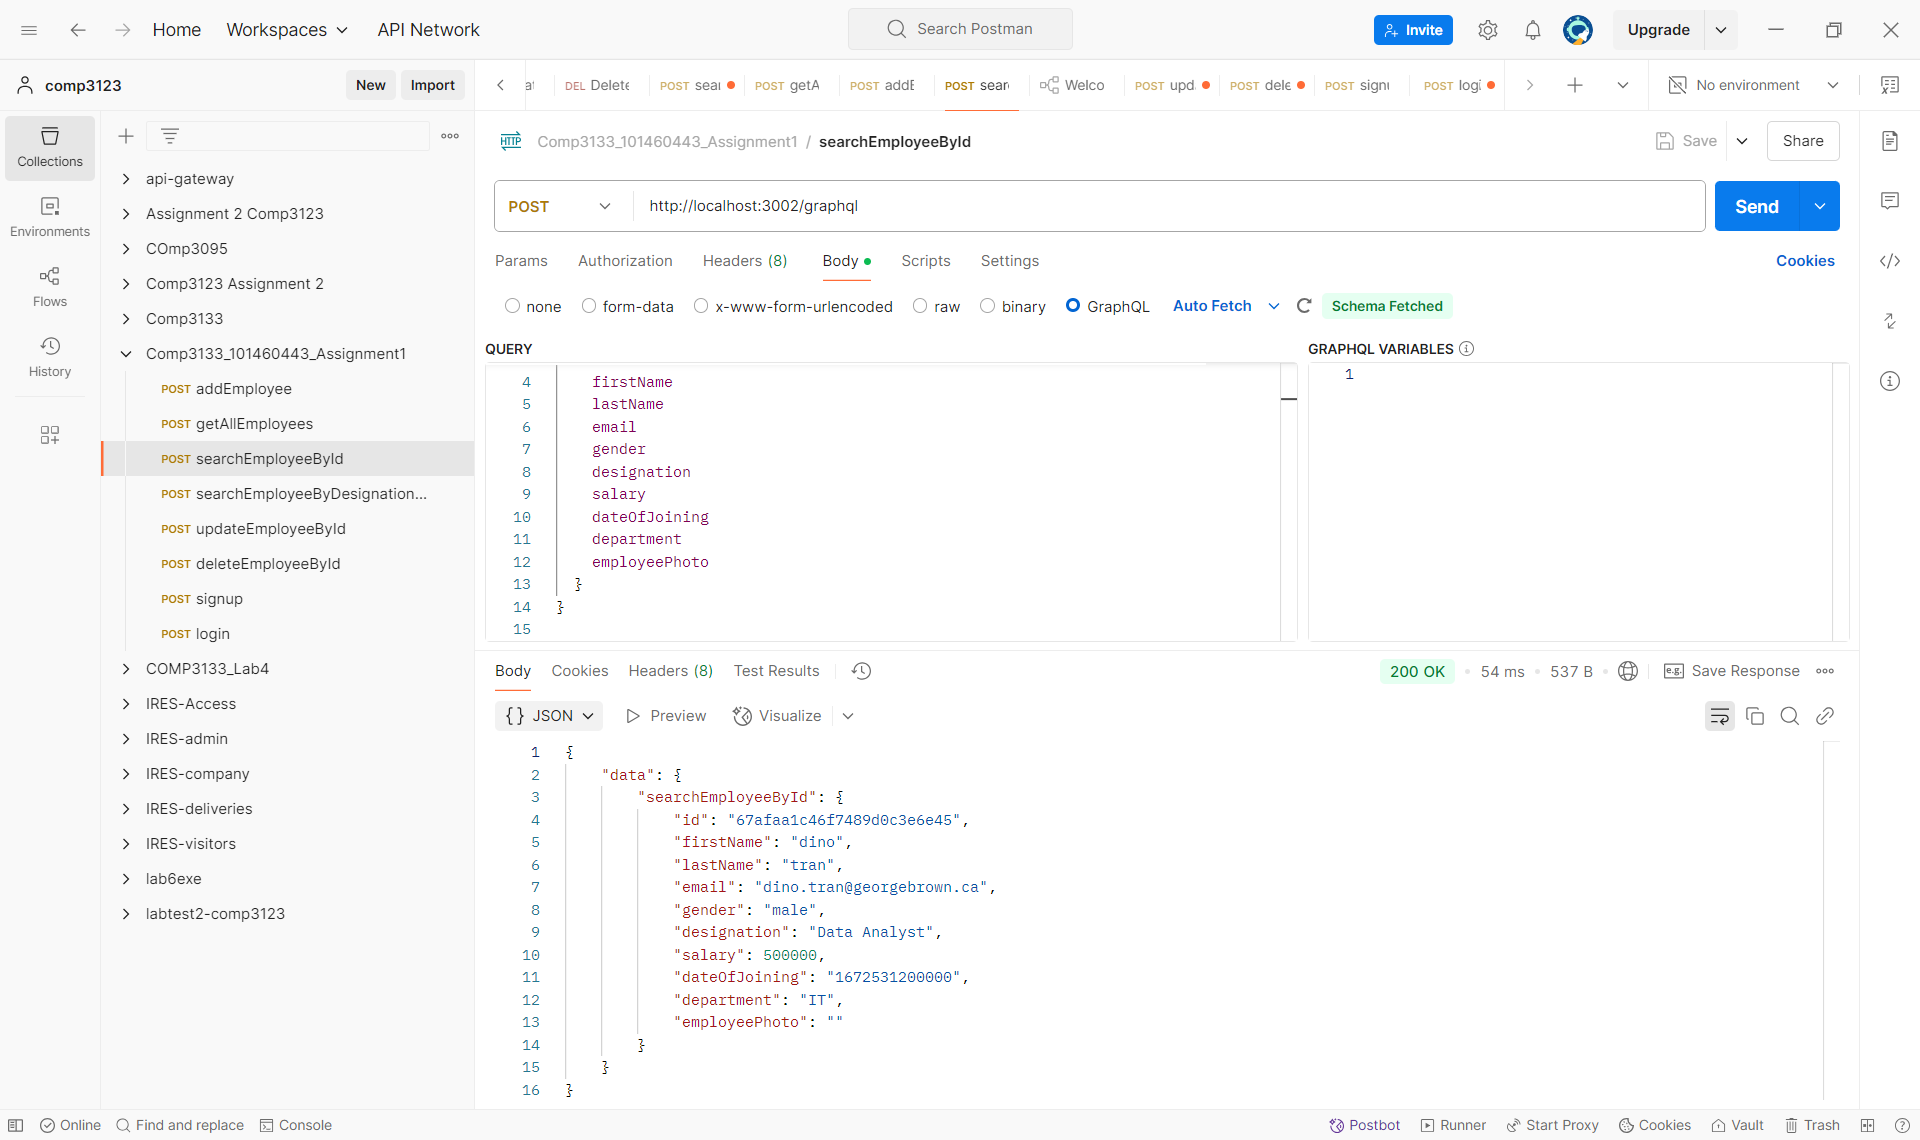 Home
Workspaces
API Network
Search Postman
Invite
Upgrade
comp3123
New
Import
DEL Delete
POST sear
POST getA
POST addE
POST sear
Welco
POST upd
POST dele
POST signu
POST logi
No environment
Collections
Environments
Flows
History
api-gateway
Assignment 2 Comp3123
COmp3095
Comp3123 Assignment 2
Comp3133
Comp3133_101460443_Assignment1
POST addEmployee
POST getAllEmployees
POST searchEmployeeById
POST searchEmployeeByDesignation...
POST updateEmployeeById
POST deleteEmployeeById
POST signup
POST login
COMP3133_Lab4
IRES-Access
IRES-admin
IRES-company
IRES-deliveries
IRES-visitors
lab6exe
labtest2-comp3123
HTTP Comp3133_101460443_Assignment1 / searchEmployeeById
Save
Share
POST
http://localhost:3002/graphql
Send
Params
Authorization
Headers (8)
Body
Scripts
Settings
Cookies
none
form-data
x-www-form-urlencoded
raw
binary
GraphQL
Auto Fetch
Schema Fetched
QUERY
4 firstName
5 lastName
6 email
7 gender
8 designation
9 salary
10 dateOfJoining
11 department
12 employeePhoto
13 }
14 }
15
GRAPHQL VARIABLES
1
Body
Cookies
Headers (8)
Test Results
200 OK
54 ms
537 B
e.g. Save Response
{} JSON
Preview
Visualize
1 {
2 "data": {
3 "searchEmployeeById": {
4 "id": "67afaa1c46f7489d0c3e6e45",
5 "firstName": "dino",
6 "lastName": "tran",
7 "email": "dino.tran@georgebrown.ca",
8 "gender": "male",
9 "designation": "Data Analyst",
10 "salary": 500000,
11 "dateOfJoining": "1672531200000",
12 "department": "IT",
13 "employeePhoto": ""
14 }
15 }
16 }
Online
Find and replace
Console
Postbot
Runner
Start Proxy
Cookies
Vault
Trash